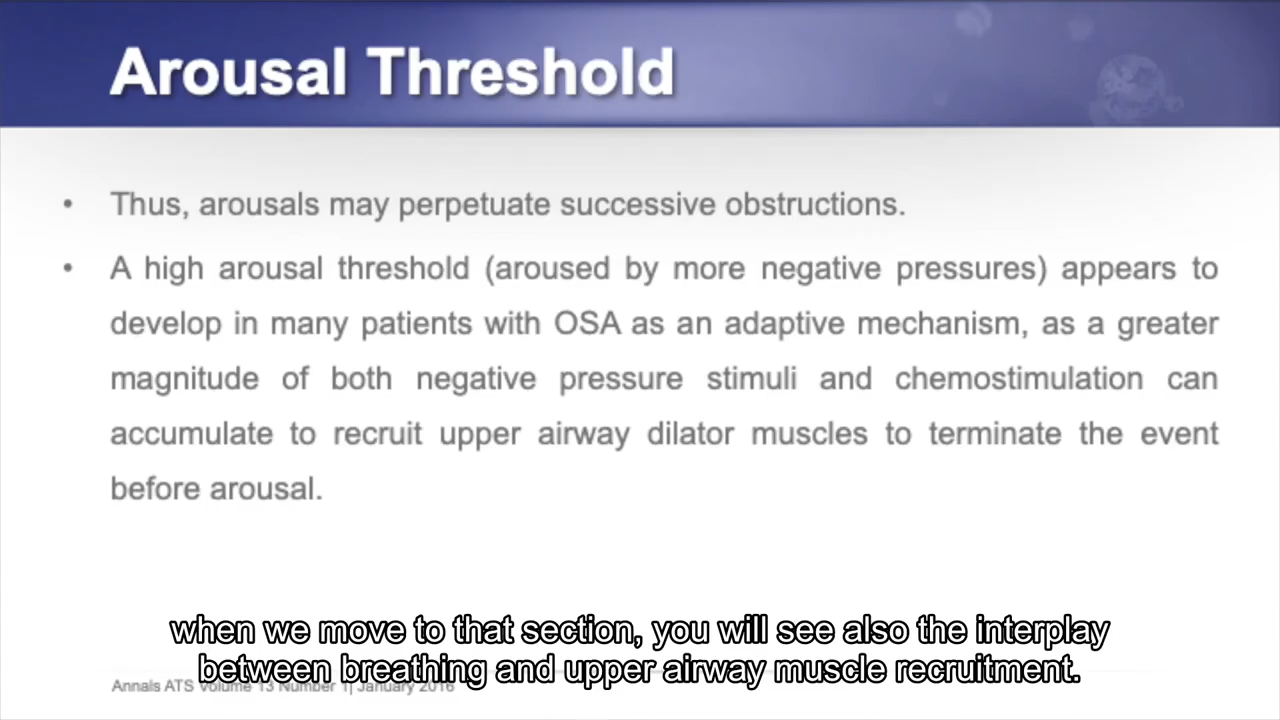 Arousal Threshold
• Thus, arousals may perpetuate successive obstructions.
• A high arousal threshold (aroused by more negative pressures) appears to
develop in many patients with OSA as an adaptive mechanism, as a greater
magnitude of both negative pressure stimuli and chemostimulation can
accumulate to recruit upper airway dilator muscles to terminate the event
before arousal.
when we move to that section, you will see also the interplay
between breathing and upper airway muscle recruitment.
Annals ATS Volume 13 Number 1| January 2016